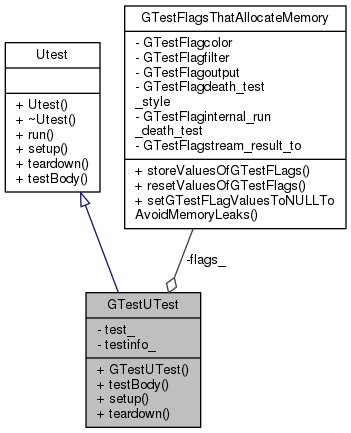 Utest
+ Utest()
+ ~Utest()
+ run()
+ setup()
+ teardown()
+ testBody()
GTestFlagsThatAllocateMemory
- GTestFlagcolor
- GTestFlagfilter
- GTestFlagoutput
- GTestFlagdeath_test
_style
- GTestFlaginternal_run
_death_test
- GTestFlagstream_result_to
+ storeValuesOfGTestFLags()
+ resetValuesOfGTestFlags()
+ setGTestFLagValuesToNULLTo
AvoidMemoryLeaks()
-flags_
GTestUTest
- test_
- testinfo_
+ GTestUTest()
+ testBody()
+ setup()
+ teardown()